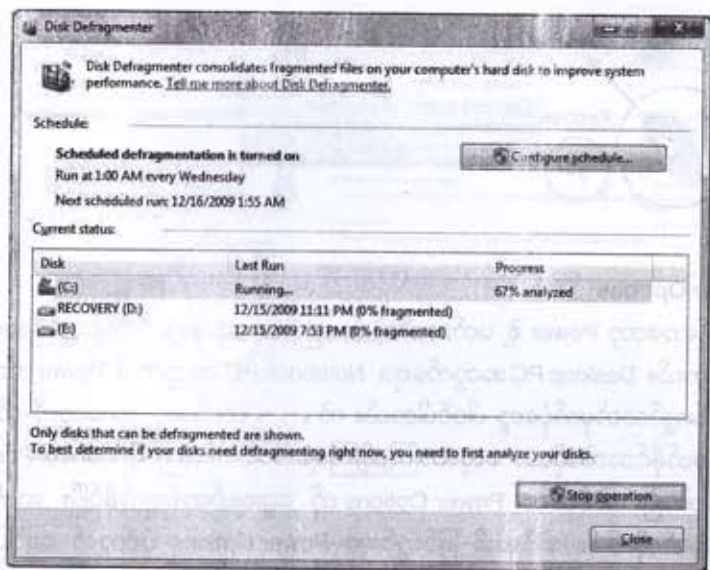 Disk Defragmenter
Disk Defragmenter consolidates fragmented files on your computer's hard disk to improve system
performance. Tell me more about Disk Defragmenter.
Schedule:
Scheduled defragmentation is turned on
Configure schedule...
Run at 1:00 AM every Wednesday
Next scheduled run: 12/16/2009 1:55 AM
Current status:
Disk Last Run Progress
(C:) Running... 67% analyzed
RECOVERY (D:) 12/15/2009 11:11 PM (0% fragmented)
(E:) 12/15/2009 7:53 PM (0% fragmented)
Only disks that can be defragmented are shown.
To best determine if your disks need defragmenting right now, you need to first analyze your disks.
Stop operation
Close